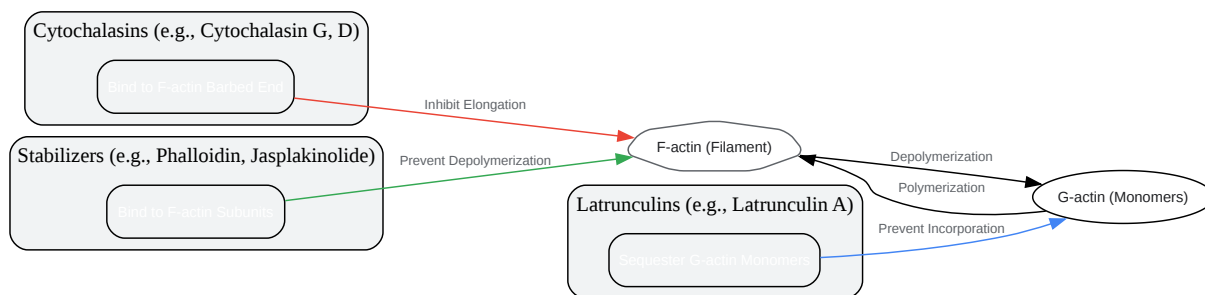 Cytochalasins (e.g., Cytochalasin G, D)
Bind to F-actin Barbed End
Inhibit Elongation
Stabilizers (e.g., Phalloidin, Jasplakinolide)
Bind to F-actin Subunits
Prevent Depolymerization
F-actin (Filament)
Depolymerization
Polymerization
G-actin (Monomers)
Latrunculins (e.g., Latrunculin A)
Sequester G-actin Monomers
Prevent Incorporation